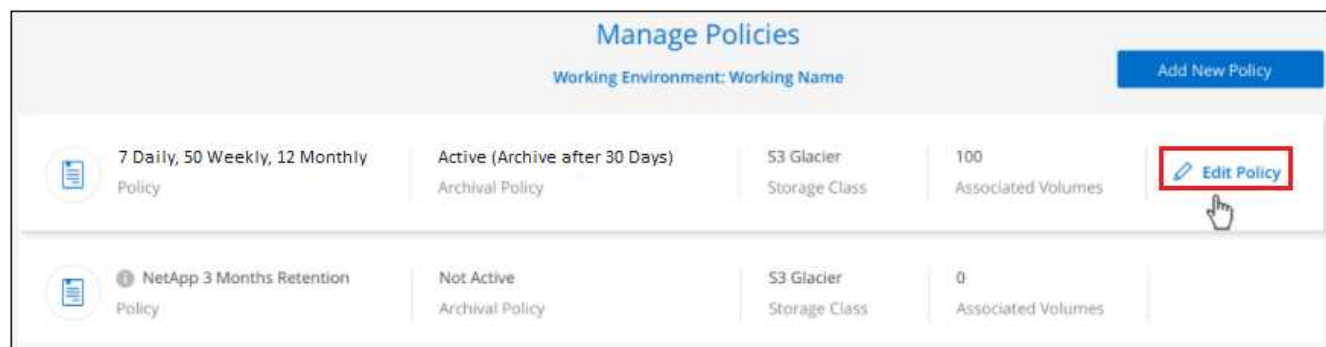 Manage Policies
Working Environment: Working Name
Add New Policy
7 Daily, 50 Weekly, 12 Monthly
Policy
Active (Archive after 30 Days)
Archival Policy
S3 Glacier
Storage Class
100
Associated Volumes
Edit Policy
NetApp 3 Months Retention
Policy
Not Active
Archival Policy
S3 Glacier
Storage Class
0
Associated Volumes